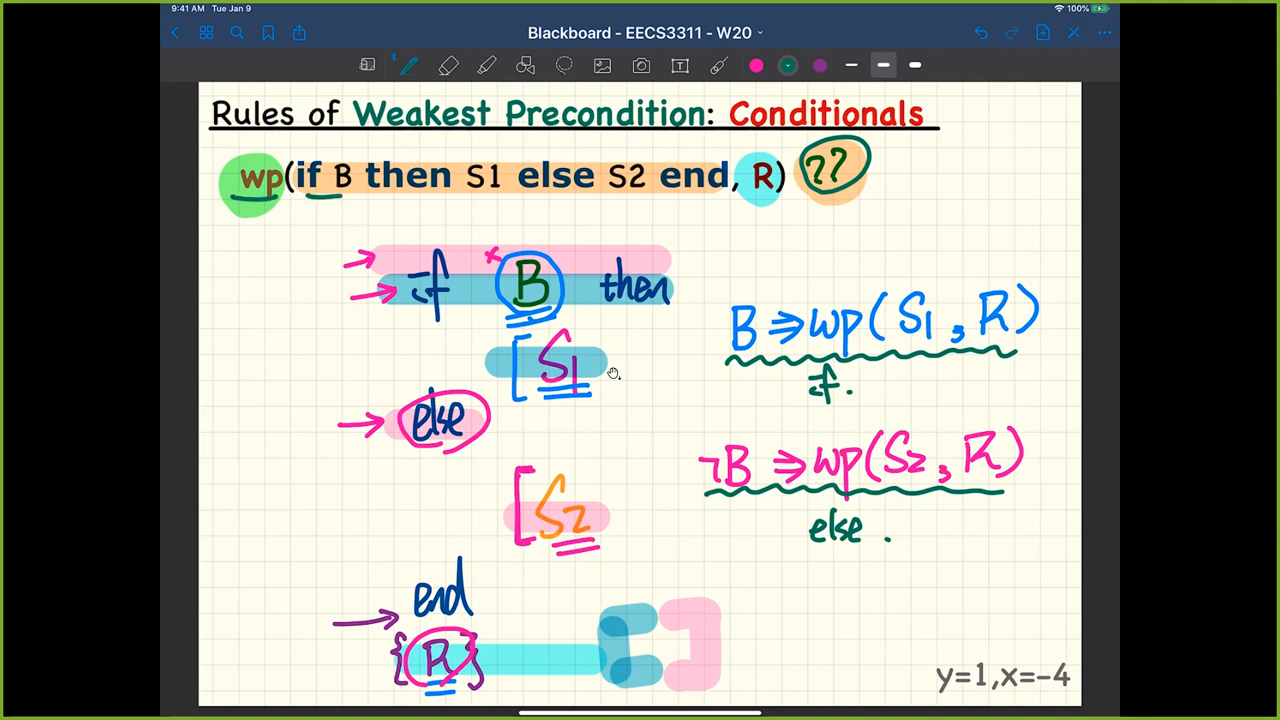 9:41 AM Tue Jan 9
100%
Blackboard - EECS3311 - W20
Rules of Weakest Precondition: Conditionals
wp(if B then S1 else S2 end, R) ??
if B then
B ⇒ wp(S1, R)
S1
if.
else
¬B ⇒ wp(S2, R)
S2
else.
end
{R}
y=1,x=-4